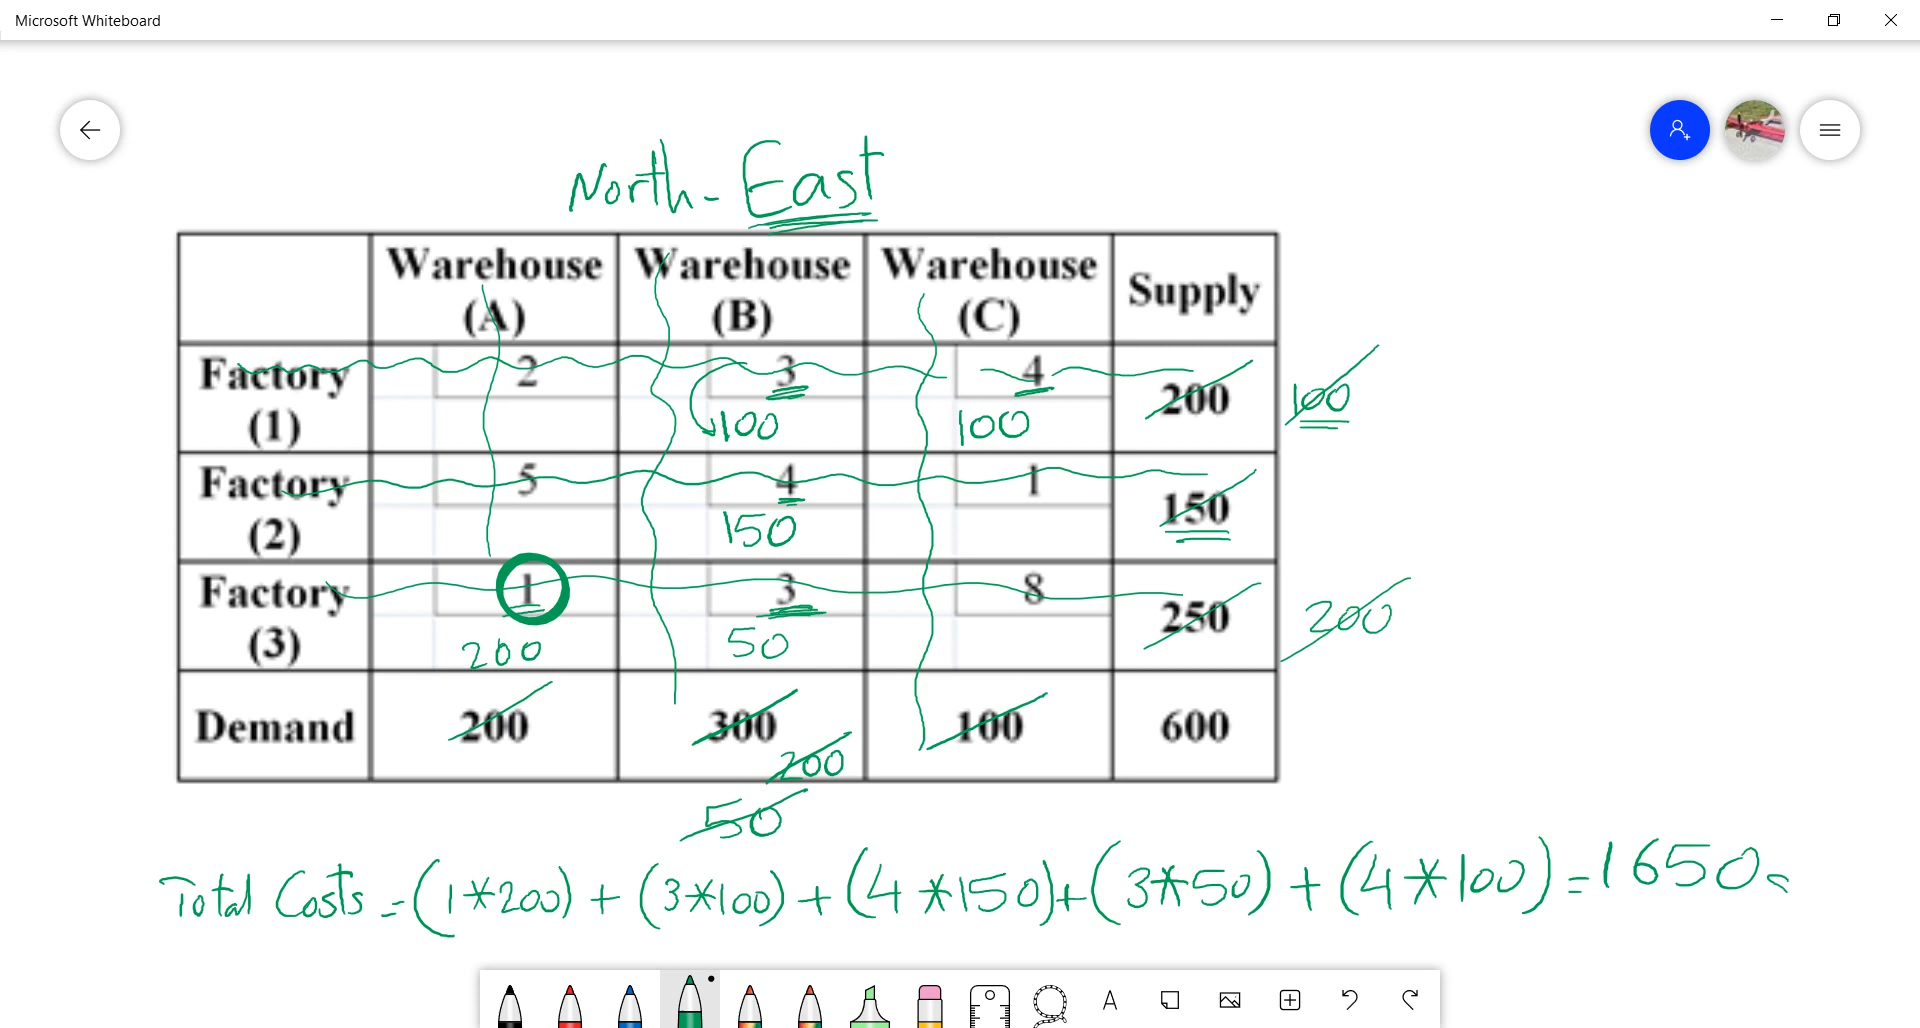 Microsoft Whiteboard
North-East
Warehouse (A) Warehouse (B) Warehouse (C) Supply
Factory (1) 2 3 100 4 100 200 100
Factory (2) 5 4 150 1 150
Factory (3) 1 200 3 50 8 250 200
Demand 200 300 100 600
200
50
Total Costs = (1*200) + (3*100) + (4*150) + (3*50) + (4*100) = 1650
A